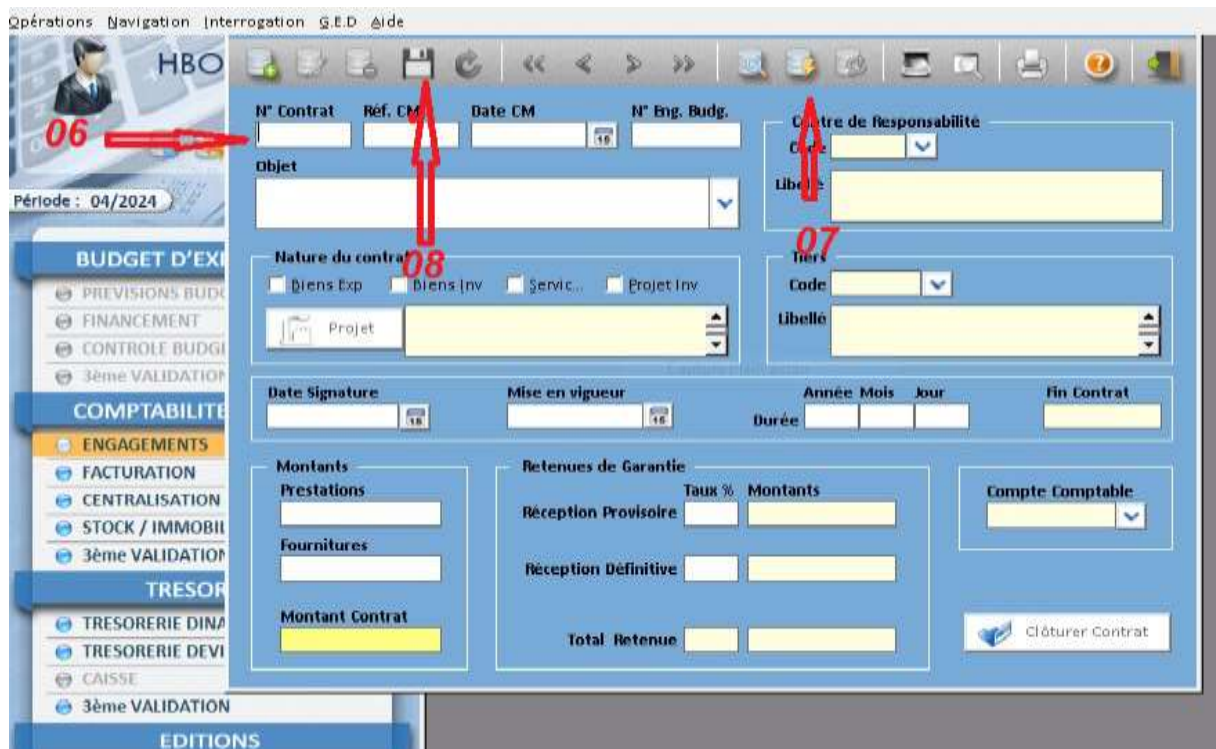 Opérations Navigation Interrogation G.E.D Aide
HBO
N° Contrat Réf. CM Date CM N° Eng. Budg.
06
Centre de Responsabilité
Code
Objet
Libellé
Période : 04/2024
07
08
BUDGET D'EX
Nature du contrat
Tiers
Biens Exp Biens Inv Servic... Projet Inv
Code
PREVISIONS BUD
FINANCEMENT
Projet
Libellé
CONTROLE BUDG
3ème VALIDATION
Date Signature Mise en vigueur Année Mois Jour Fin Contrat
COMPTABILITE
Durée
ENGAGEMENTS
FACTURATION
Montants Retenues de Garantie
Prestations Taux % Montants Compte Comptable
CENTRALISATION
Réception Provisoire
STOCK / IMMOBIL
Fournitures
3ème VALIDATION
Réception Définitive
TRESOR
Montant Contrat
TRESORERIE DINA
Total Retenue Clôturer Contrat
TRESORERIE DEVI
CAISSE
3ème VALIDATION
EDITIONS